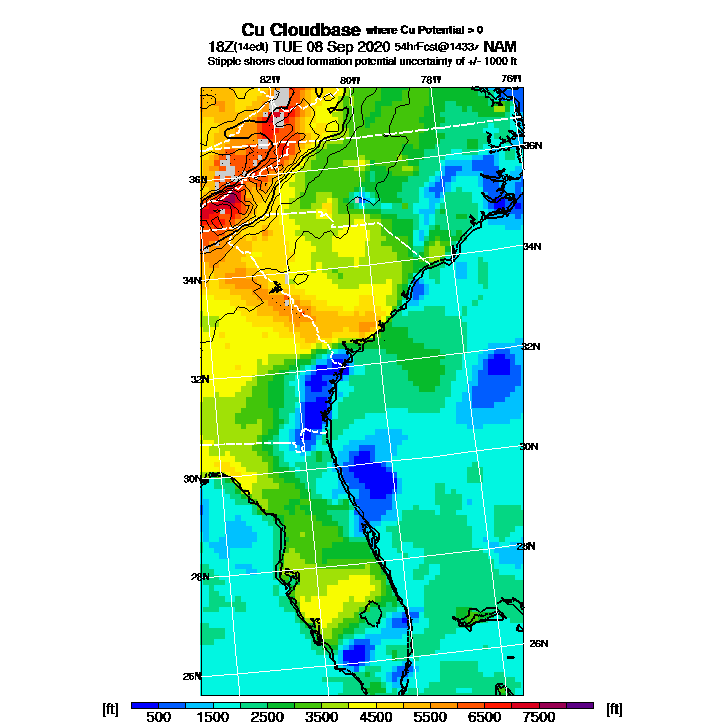 Cu Cloudbase where Cu Potential > 0
18Z(14edt) TUE 08 Sep 2020 54hrFcst@1433z NAM
Stipple shows cloud formation potential uncertainty of +/- 1000 ft
82W 80W 78W 76W
36N
36N
34N
34N
32N
32N
30N
30N
28N
28N
26N
26N
[ft] 500 1500 2500 3500 4500 5500 6500 7500 [ft]